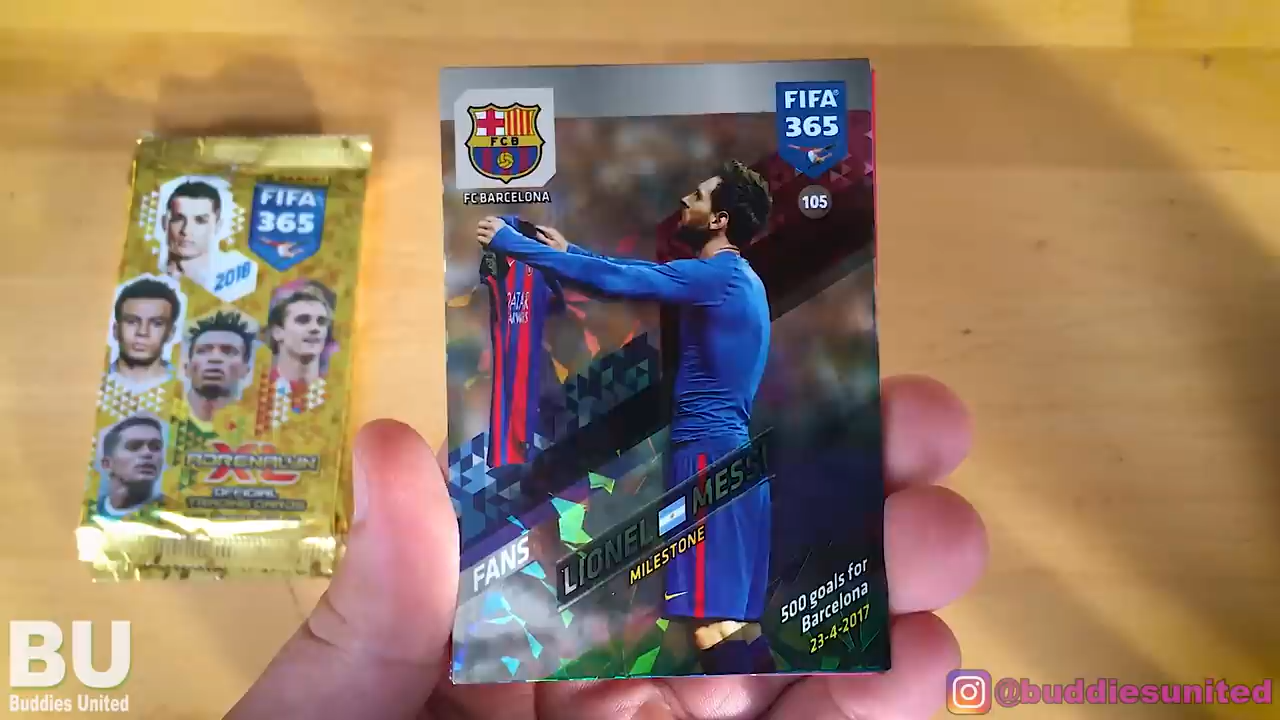 FIFA
365
2018
ADRENALYN
XL
OFFICIAL
TRADING CARDS
FCB
FC BARCELONA
FIFA
365
105
QATAR
AIRWAYS
FANS
LIONEL MESSI
MILESTONE
500 goals for
Barcelona
23-4-2017
BU
Buddies United
@buddiesunited